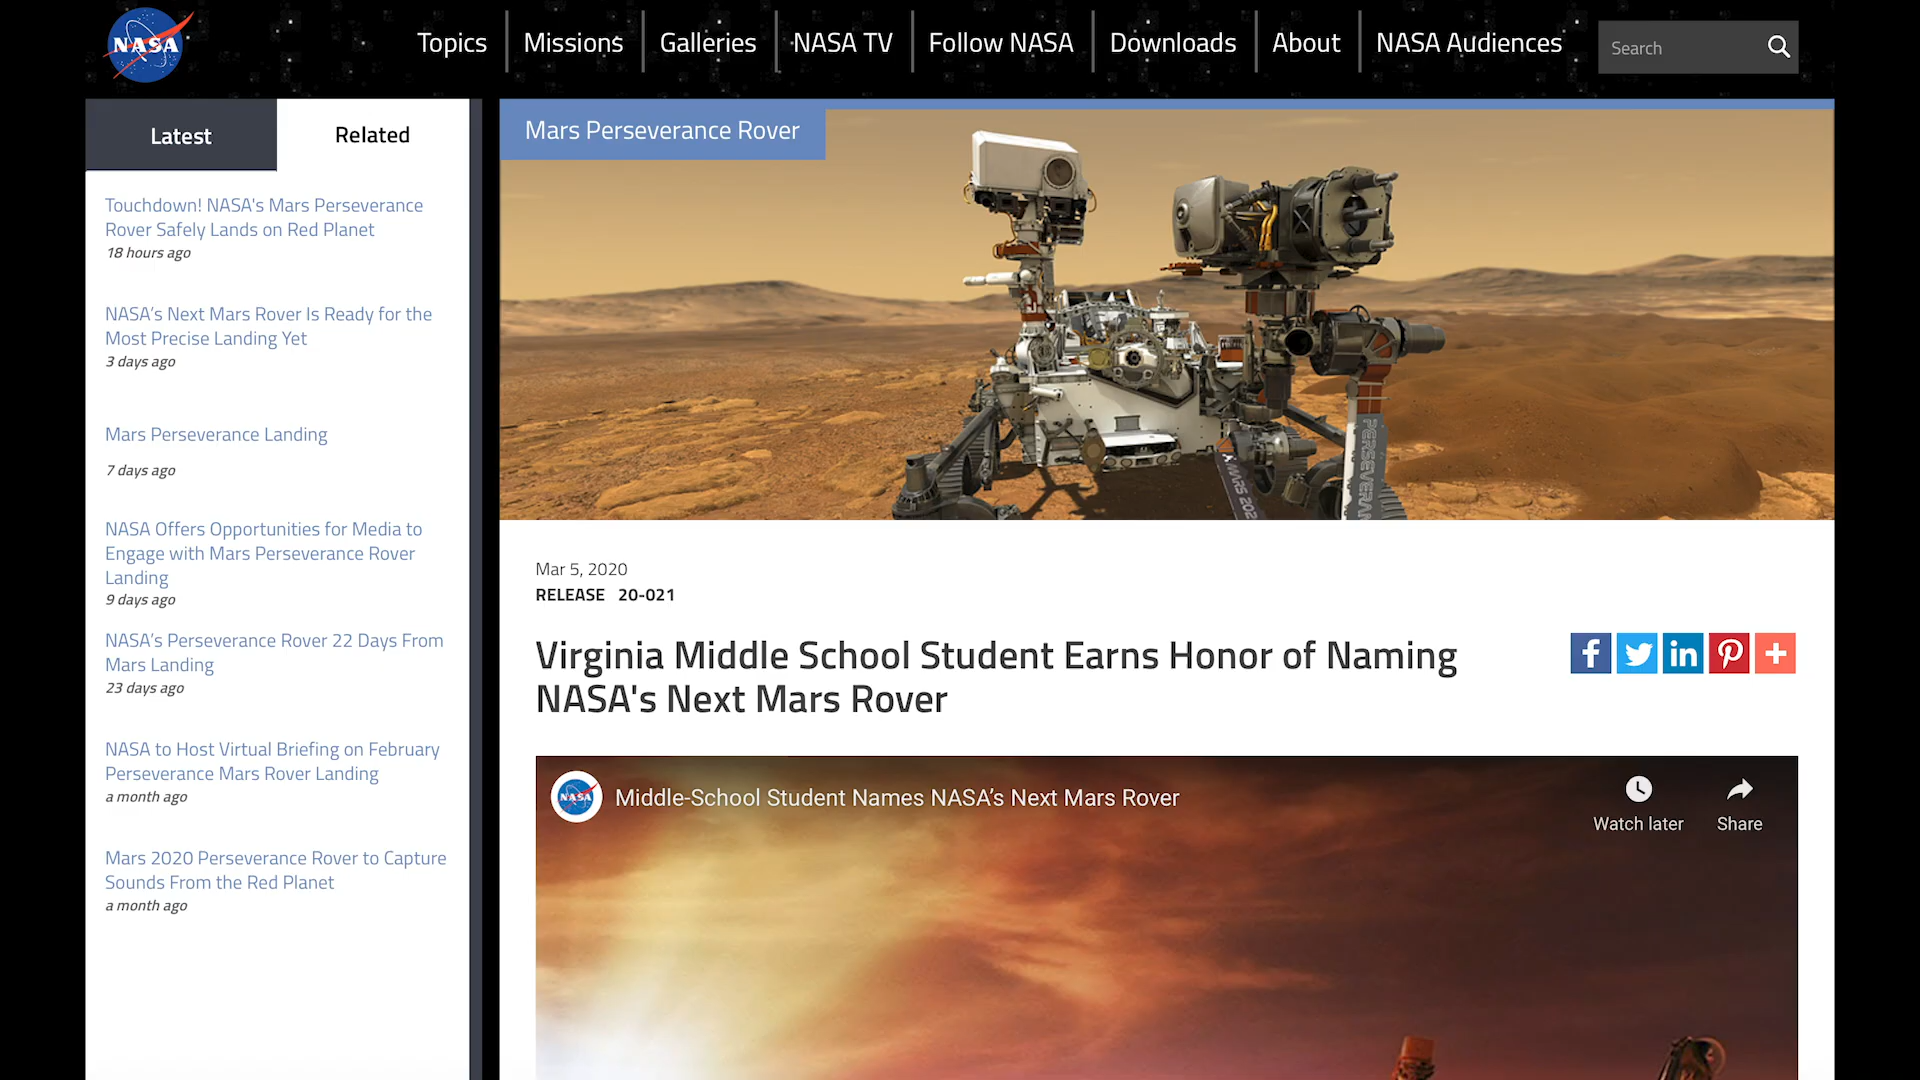 NASA
Topics
Missions
Galleries
NASA TV
Follow NASA
Downloads
About
NASA Audiences
Search
Latest
Related
Touchdown! NASA's Mars Perseverance
Rover Safely Lands on Red Planet
18 hours ago
NASA’s Next Mars Rover Is Ready for the
Most Precise Landing Yet
3 days ago
Mars Perseverance Landing
7 days ago
NASA Offers Opportunities for Media to
Engage with Mars Perseverance Rover
Landing
9 days ago
NASA’s Perseverance Rover 22 Days From
Mars Landing
23 days ago
NASA to Host Virtual Briefing on February
Perseverance Mars Rover Landing
a month ago
Mars 2020 Perseverance Rover to Capture
Sounds From the Red Planet
a month ago
Mars Perseverance Rover
PERSEVERAN
MARS 202
Mar 5, 2020
RELEASE 20-021
Virginia Middle School Student Earns Honor of Naming
NASA's Next Mars Rover
NASA
Middle-School Student Names NASA’s Next Mars Rover
Watch later
Share